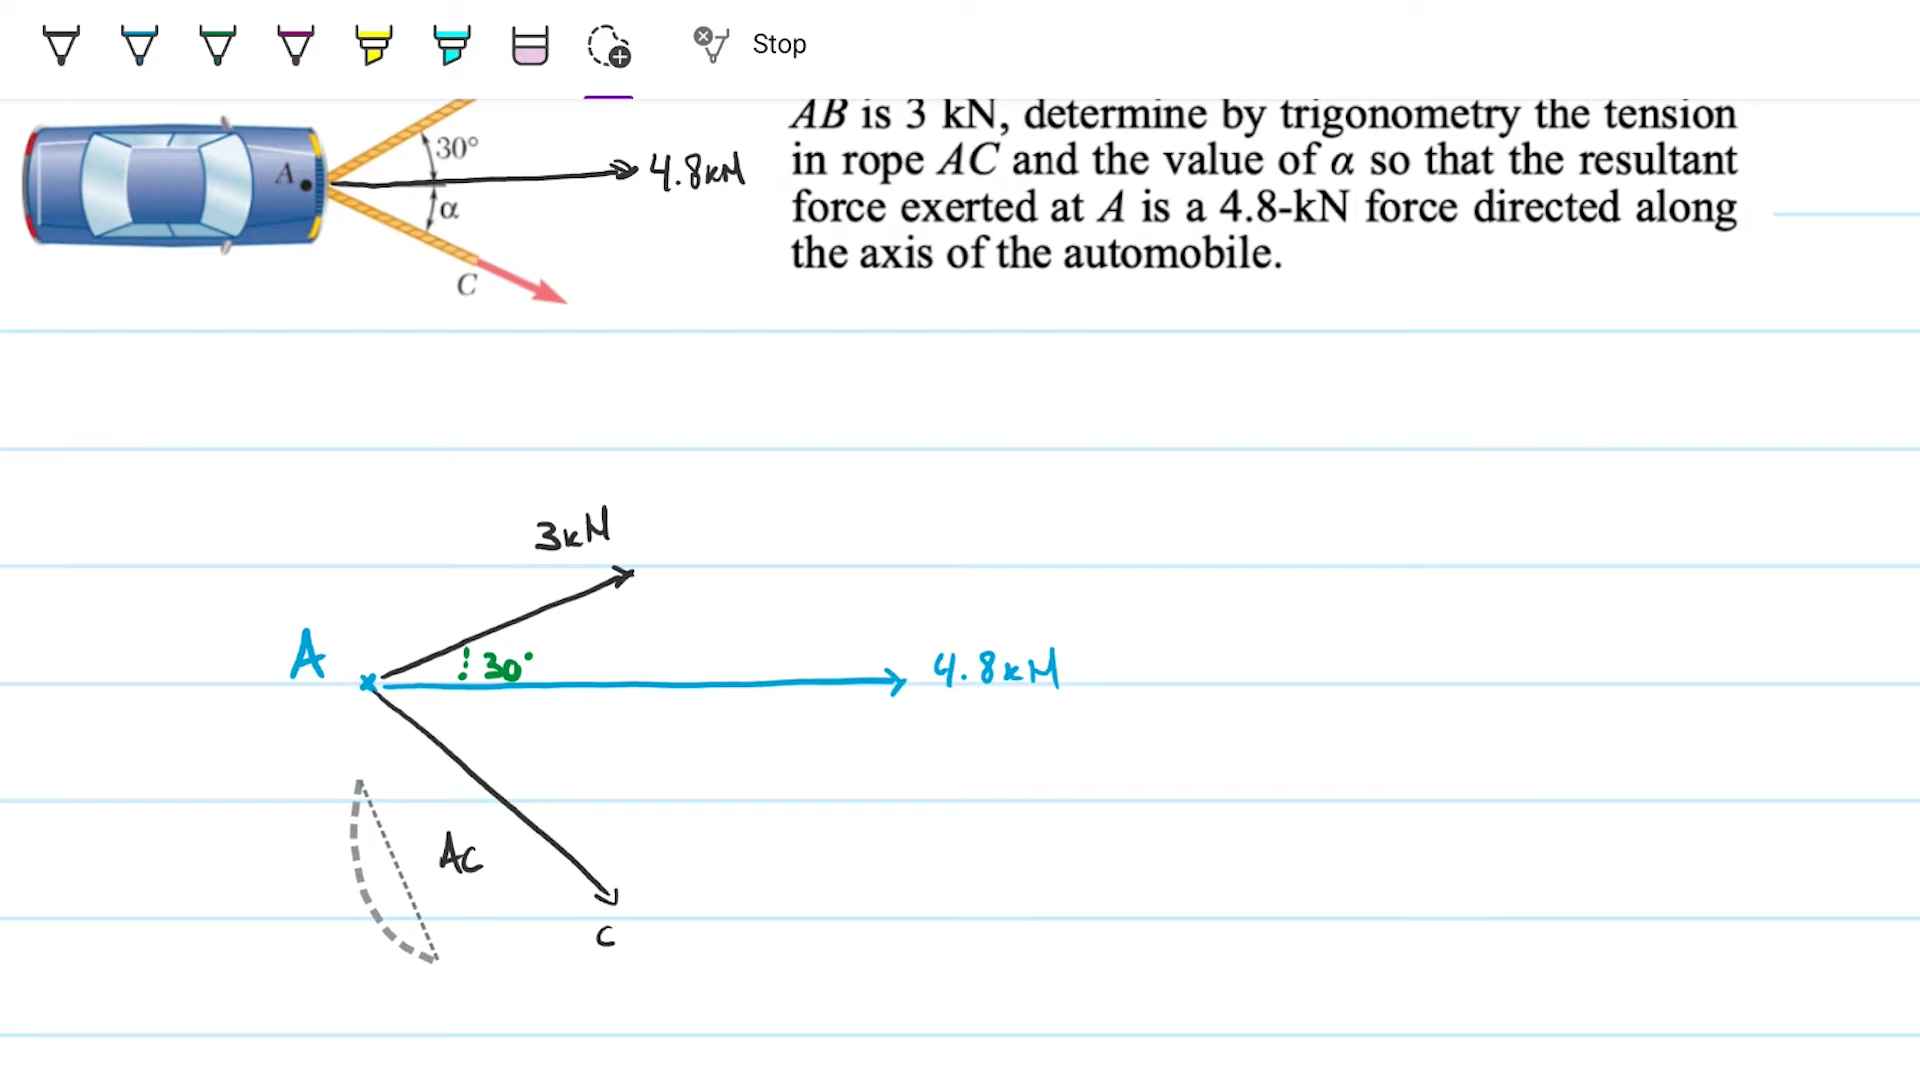 Stop
AB is 3 kN, determine by trigonometry the tension
in rope AC and the value of α so that the resultant
force exerted at A is a 4.8-kN force directed along
the axis of the automobile.
30°
A
4.8kN
α
C
3kN
A
30°
4.8kN
AC
C